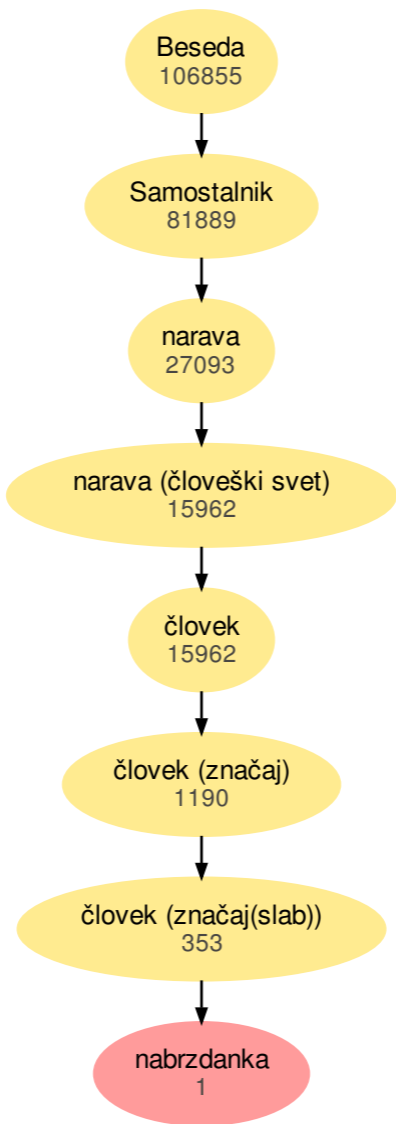 Beseda
106855
Samostalnik
81889
narava
27093
narava (človeški svet)
15962
človek
15962
človek (značaj)
1190
človek (značaj(slab))
353
nabrzdanka
1